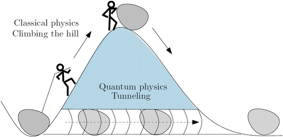 Classical physics
Climbing the hill
Quantum physics
Tunneling